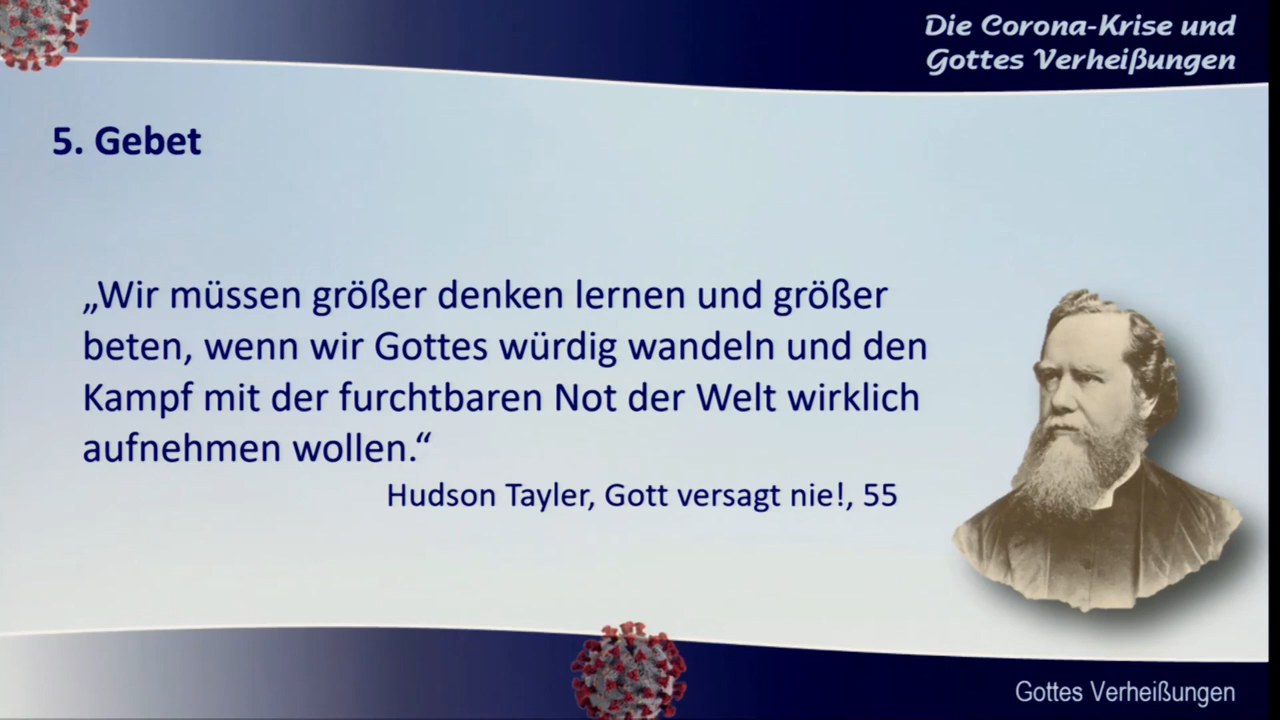 Die Corona-Krise und
Gottes Verheißungen
5. Gebet
„Wir müssen größer denken lernen und größer
beten, wenn wir Gottes würdig wandeln und den
Kampf mit der furchtbaren Not der Welt wirklich
aufnehmen wollen.“
Hudson Tayler, Gott versagt nie!, 55
Gottes Verheißungen